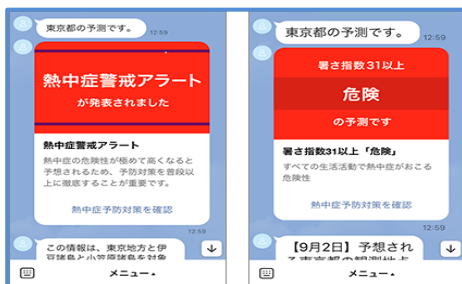 東京都の予測です。
12:59
熱中症警戒アラート
が発表されました
熱中症警戒アラート
熱中症の危険性が極めて高くなると
予想されるため、予防対策を普段以
上に徹底することが重要です。
熱中症予防対策を確認
12:59
この情報は、東京地方と伊
豆諸島と小笠原諸島を対象
メニュー
東京都の予測です。
12:59
暑さ指数31以上
危険
の予測です
暑さ指数31以上「危険」
すべての生活活動で熱中症がおこる
危険性
熱中症予防対策を確認
12:59
【9月2日】予想され
る東京都の観測地点
メニュー